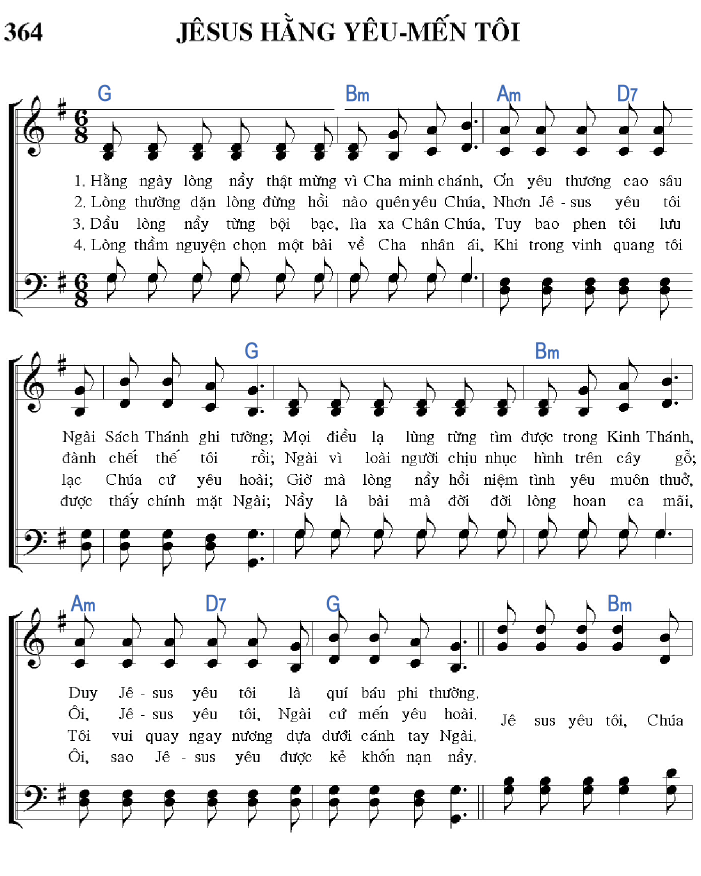 364 JÊSUS HẰNG YÊU-MẾN TÔI
G Bm Am D7
6 8
1. Hằng ngày lòng nầy thật mừng vì Cha minh chánh, Ơn yêu thương cao sâu
2. Lòng thường dặn lòng đừng hồi nào quên yêu Chúa, Nhơn Jê - sus yêu tôi
3. Dầu lòng nầy từng bội bạc, lìa xa Chân Chúa, Tuy bao phen tôi lưu
4. Lòng thầm nguyện chọn một bài về Cha nhân ái, Khi trong vinh quang tôi
6 8
G Bm
Ngài Sách Thánh ghi tường; Mọi điều lạ lùng từng tìm được trong Kinh Thánh,
đành chết thế tôi rồi; Ngài vì loài người chịu nhục hình trên cây gỗ;
lạc Chúa cứ yêu hoài; Giờ mà lòng nầy hồi niệm tình yêu muôn thuở,
được thấy chính mặt Ngài; Nầy là bài mà đời đời lòng hoan ca mãi,
Am D7 G Bm
Duy Jê - sus yêu tôi là quí báu phi thường.
Ôi, Jê - sus yêu tôi, Ngài cứ mến yêu hoài.
Jê sus yêu tôi, Chúa
Tôi vui quay ngay nương dựa dưới cánh tay Ngài.
Ôi, sao Jê - sus yêu được kẻ khốn nạn nầy.